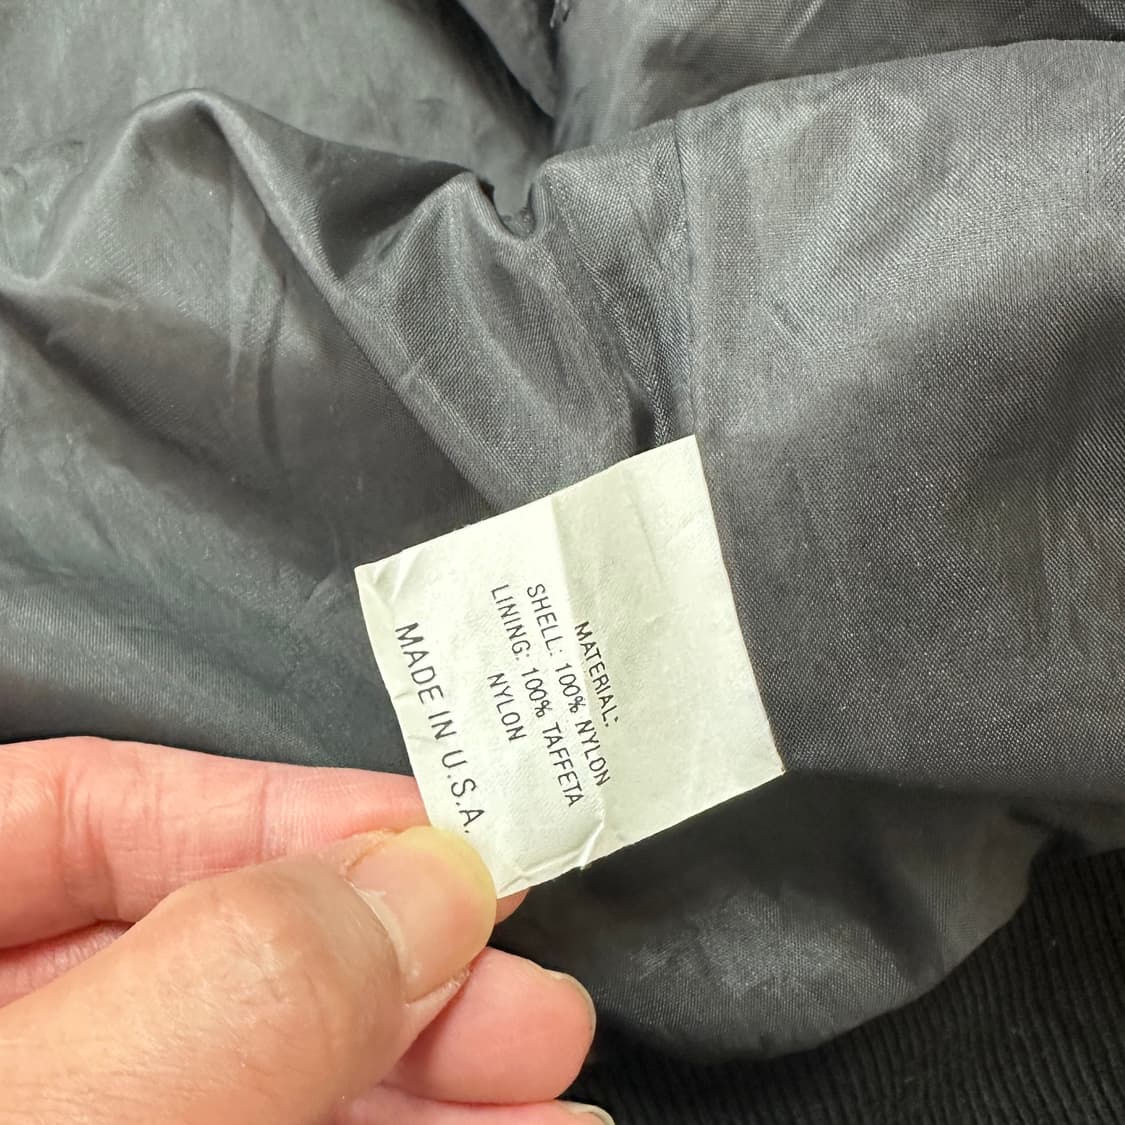 MATERIAL:
SHELL: 100% NYLON
LINING: 100% TAFFETA
NYLON
MADE IN U.S.A.